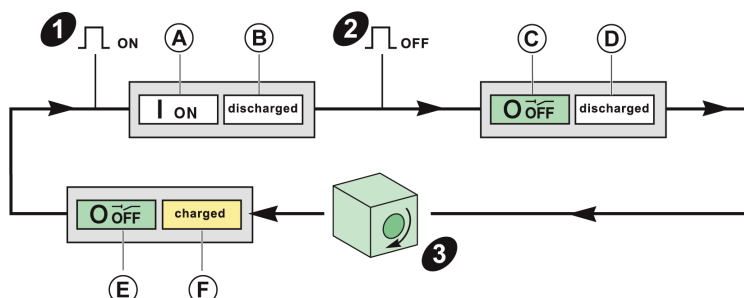 1 ON A B 2 OFF C D
I ON discharged O OFF discharged
O OFF charged 3
E F